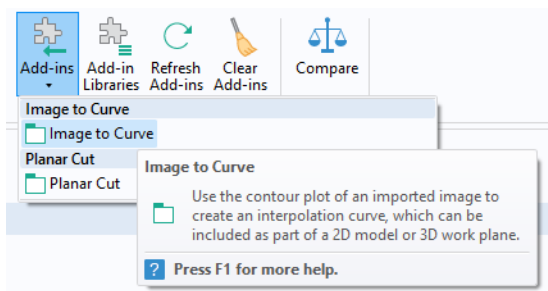 Add-ins Add-in Libraries Refresh Add-ins Clear Add-ins Compare
Image to Curve
Image to Curve
Planar Cut
Planar Cut
Image to Curve
Use the contour plot of an imported image to
create an interpolation curve, which can be
included as part of a 2D model or 3D work plane.
? Press F1 for more help.